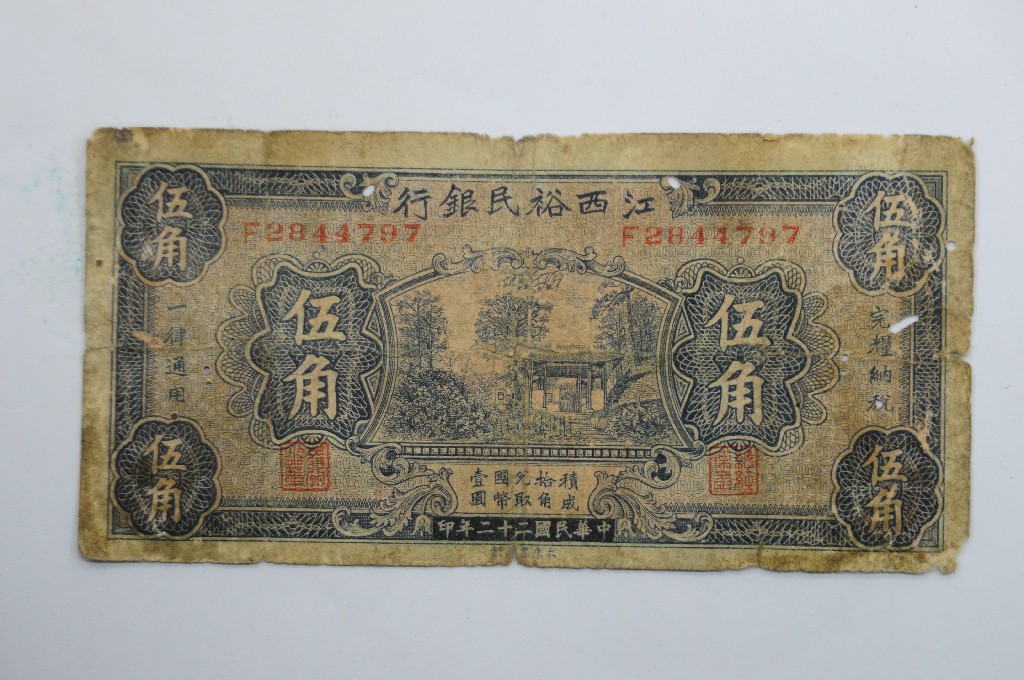 江西裕民銀行
伍角
伍角
F2844797
F2844797
完糧納稅
一律通用
伍角
伍角
積成拾角兌取國幣壹圓
伍角
伍角
中華民國二十二年印